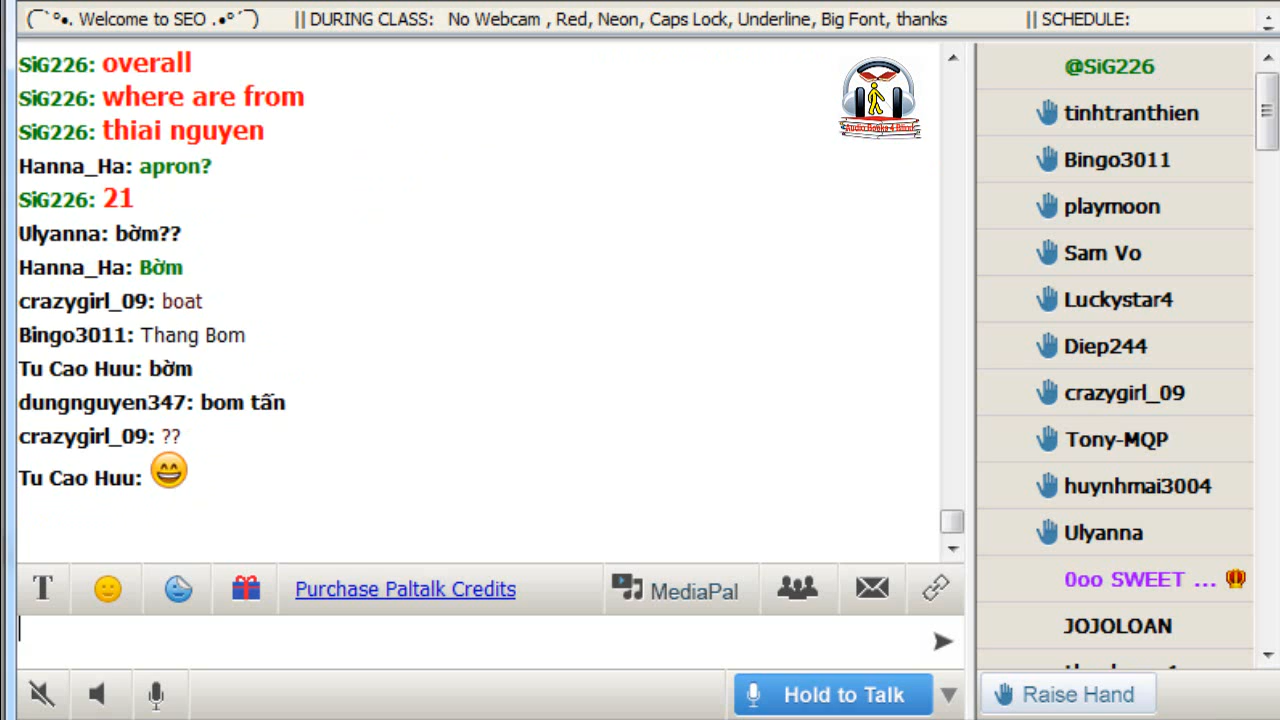 (¯`°•. Welcome to SEO .•°´¯) || DURING CLASS: No Webcam , Red, Neon, Caps Lock, Underline, Big Font, thanks || SCHEDULE:
SiG226: overall
SiG226: where are from
SiG226: thiai nguyen
Hanna_Ha: apron?
SiG226: 21
Ulyanna: bờm??
Hanna_Ha: Bờm
crazygirl_09: boat
Bingo3011: Thang Bom
Tu Cao Huu: bờm
dungnguyen347: bom tấn
crazygirl_09: ??
Tu Cao Huu: 😄
T
Purchase Paltalk Credits
MediaPal
Hold to Talk
@SiG226
tinhtranthien
Bingo3011
playmoon
Sam Vo
Luckystar4
Diep244
crazygirl_09
Tony-MQP
huynhmai3004
Ulyanna
0oo SWEET ...
JOJOLOAN
Raise Hand